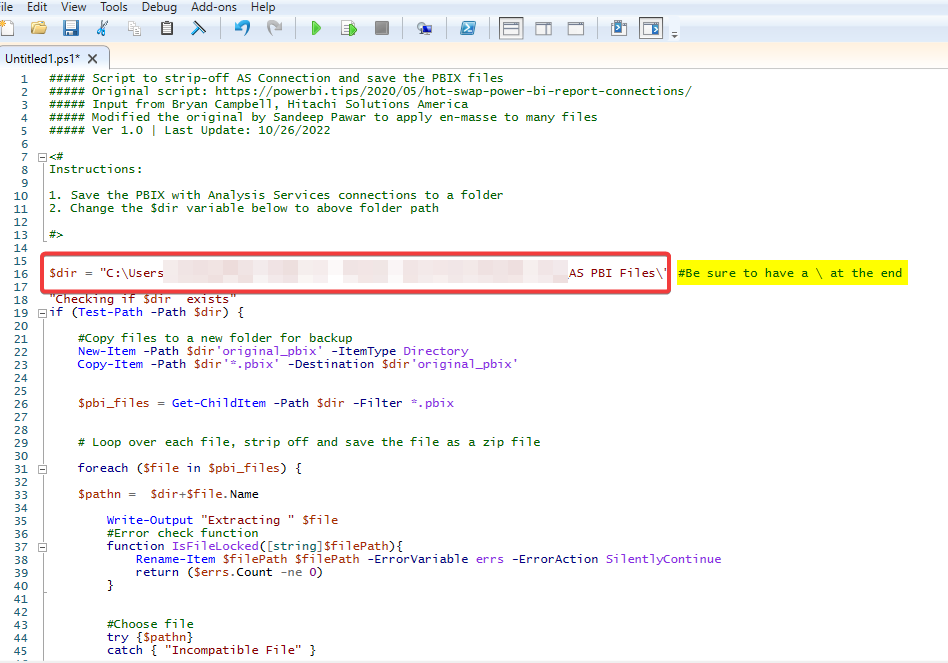 ile Edit View Tools Debug Add-ons Help
Untitled1.ps1*
1 ##### Script to strip-off AS Connection and save the PBIX files
2 ##### Original script: https://powerbi.tips/2020/05/hot-swap-power-bi-report-connections/
3 ##### Input from Bryan Campbell, Hitachi Solutions America
4 ##### Modified the original by Sandeep Pawar to apply en-masse to many files
5 ##### Ver 1.0 | Last Update: 10/26/2022
6
7 <#
8 Instructions:
9
10 1. Save the PBIX with Analysis Services connections to a folder
11 2. Change the $dir variable below to above folder path
12
13 #>
14
15
16 $dir = "C:\Users AS PBI Files\" #Be sure to have a \ at the end
17
18 "Checking if $dir exists"
19 if (Test-Path -Path $dir) {
20
21 #Copy files to a new folder for backup
22 New-Item -Path $dir'original_pbix' -ItemType Directory
23 Copy-Item -Path $dir'*.pbix' -Destination $dir'original_pbix'
24
25
26 $pbi_files = Get-ChildItem -Path $dir -Filter *.pbix
27
28
29 # Loop over each file, strip off and save the file as a zip file
30
31 foreach ($file in $pbi_files) {
32
33 $pathn = $dir+$file.Name
34
35 Write-Output "Extracting " $file
36 #Error check function
37 function IsFileLocked([string]$filePath){
38 Rename-Item $filePath $filePath -ErrorVariable errs -ErrorAction SilentlyContinue
39 return ($errs.Count -ne 0)
40 }
41
42
43 #Choose file
44 try {$pathn}
45 catch { "Incompatible File" }